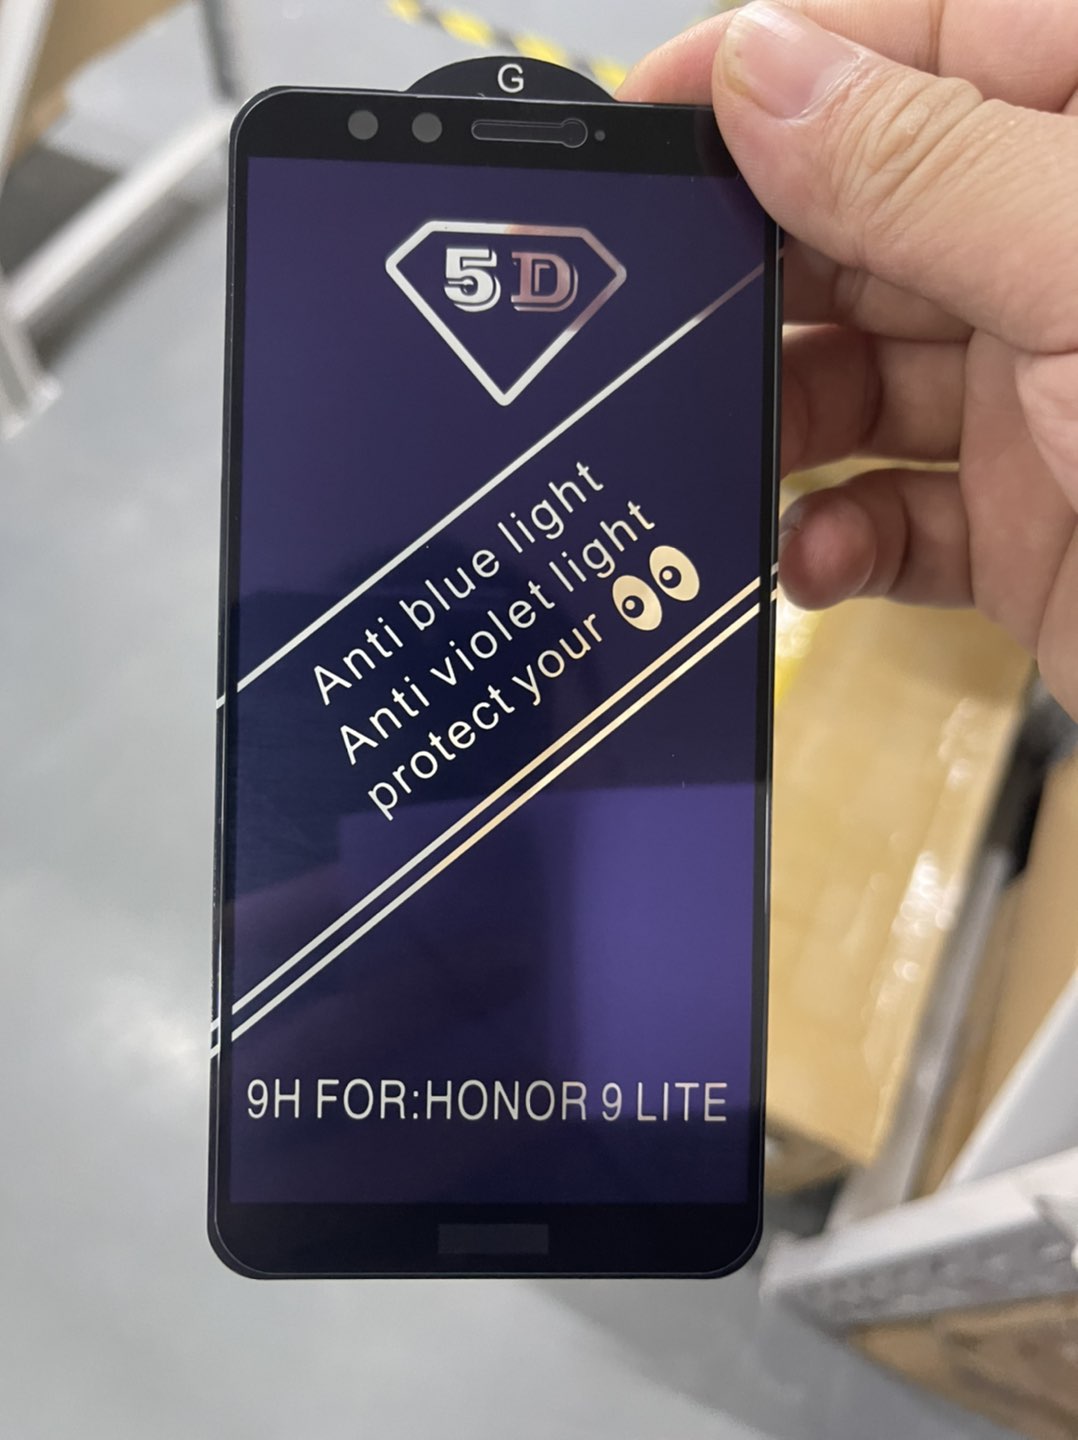 G
5D
Anti blue light
Anti violet light
protect your
9H FOR:HONOR 9 LITE